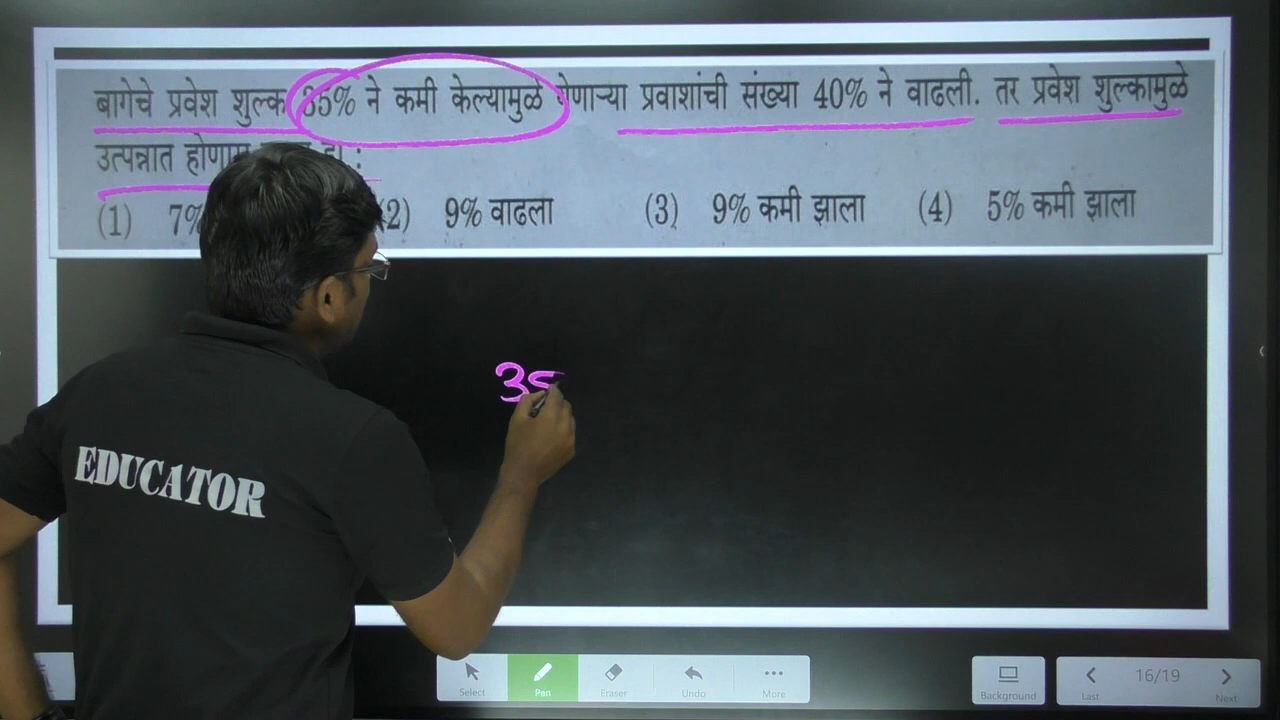 बागेचे प्रवेश शुल्क 35% ने कमी केल्यामुळे येणाऱ्या प्रवाशांची संख्या 40% ने वाढली. तर प्रवेश शुल्कामुळे
उत्पन्नात
(1) 7% (2) 9% वाढला (3) 9% कमी झाला (4) 5% कमी झाला
35
EDUCATOR
Select Pen Eraser Undo More Background Last 16/19 Next